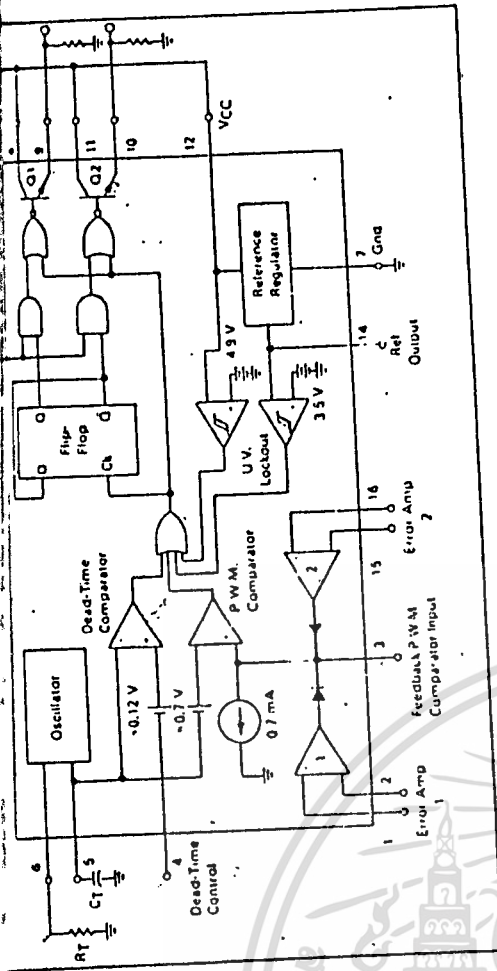 6
RT
5
CT
4
Dead-Time
Control
Oscillator
≈0.12 V
≈0.7 V
0.7 mA
Dead-Time
Comparator
P.W.M.
Comparator
Flip-
Flop
Ck
Q
Q1
Q2
9
11
10
12
VCC
4.9 V
U.V.
Lockout
3.5 V
Reference
Regulator
14
Ref
Output
7
Gnd
1
2
Error Amp
1
1
3
Feedback P.W.M.
Comparator Input
2
15
16
Error Amp
2